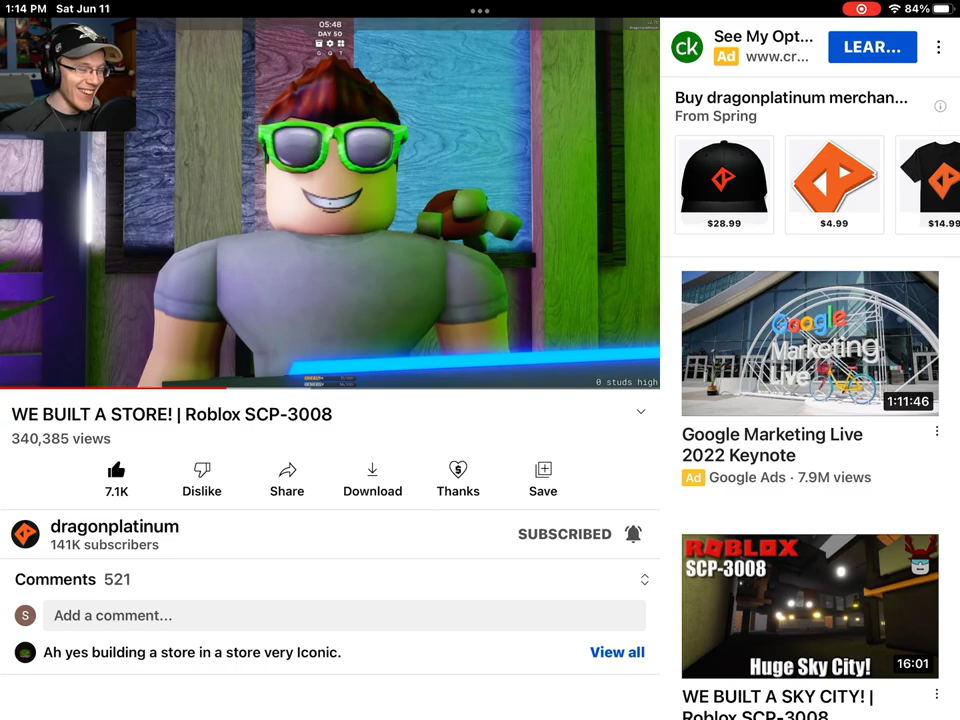 1:14 PM Sat Jun 11
84%
05:48
DAY 50
0 studs high
WE BUILT A STORE! | Roblox SCP-3008
340,385 views
7.1K
Dislike
Share
Download
Thanks
Save
dragonplatinum
141K subscribers
SUBSCRIBED
Comments 521
S
Add a comment...
Ah yes building a store in a store very Iconic.
View all
ck
See My Opt...
Ad www.cr...
LEAR...
Buy dragonplatinum merchan...
From Spring
$28.99
$4.99
$14.99
Google
Marketing
Live
1:11:46
Google Marketing Live
2022 Keynote
Ad Google Ads · 7.9M views
ROBLOX
SCP-3008
Huge Sky City!
16:01
WE BUILT A SKY CITY! |
Roblox SCP-3008